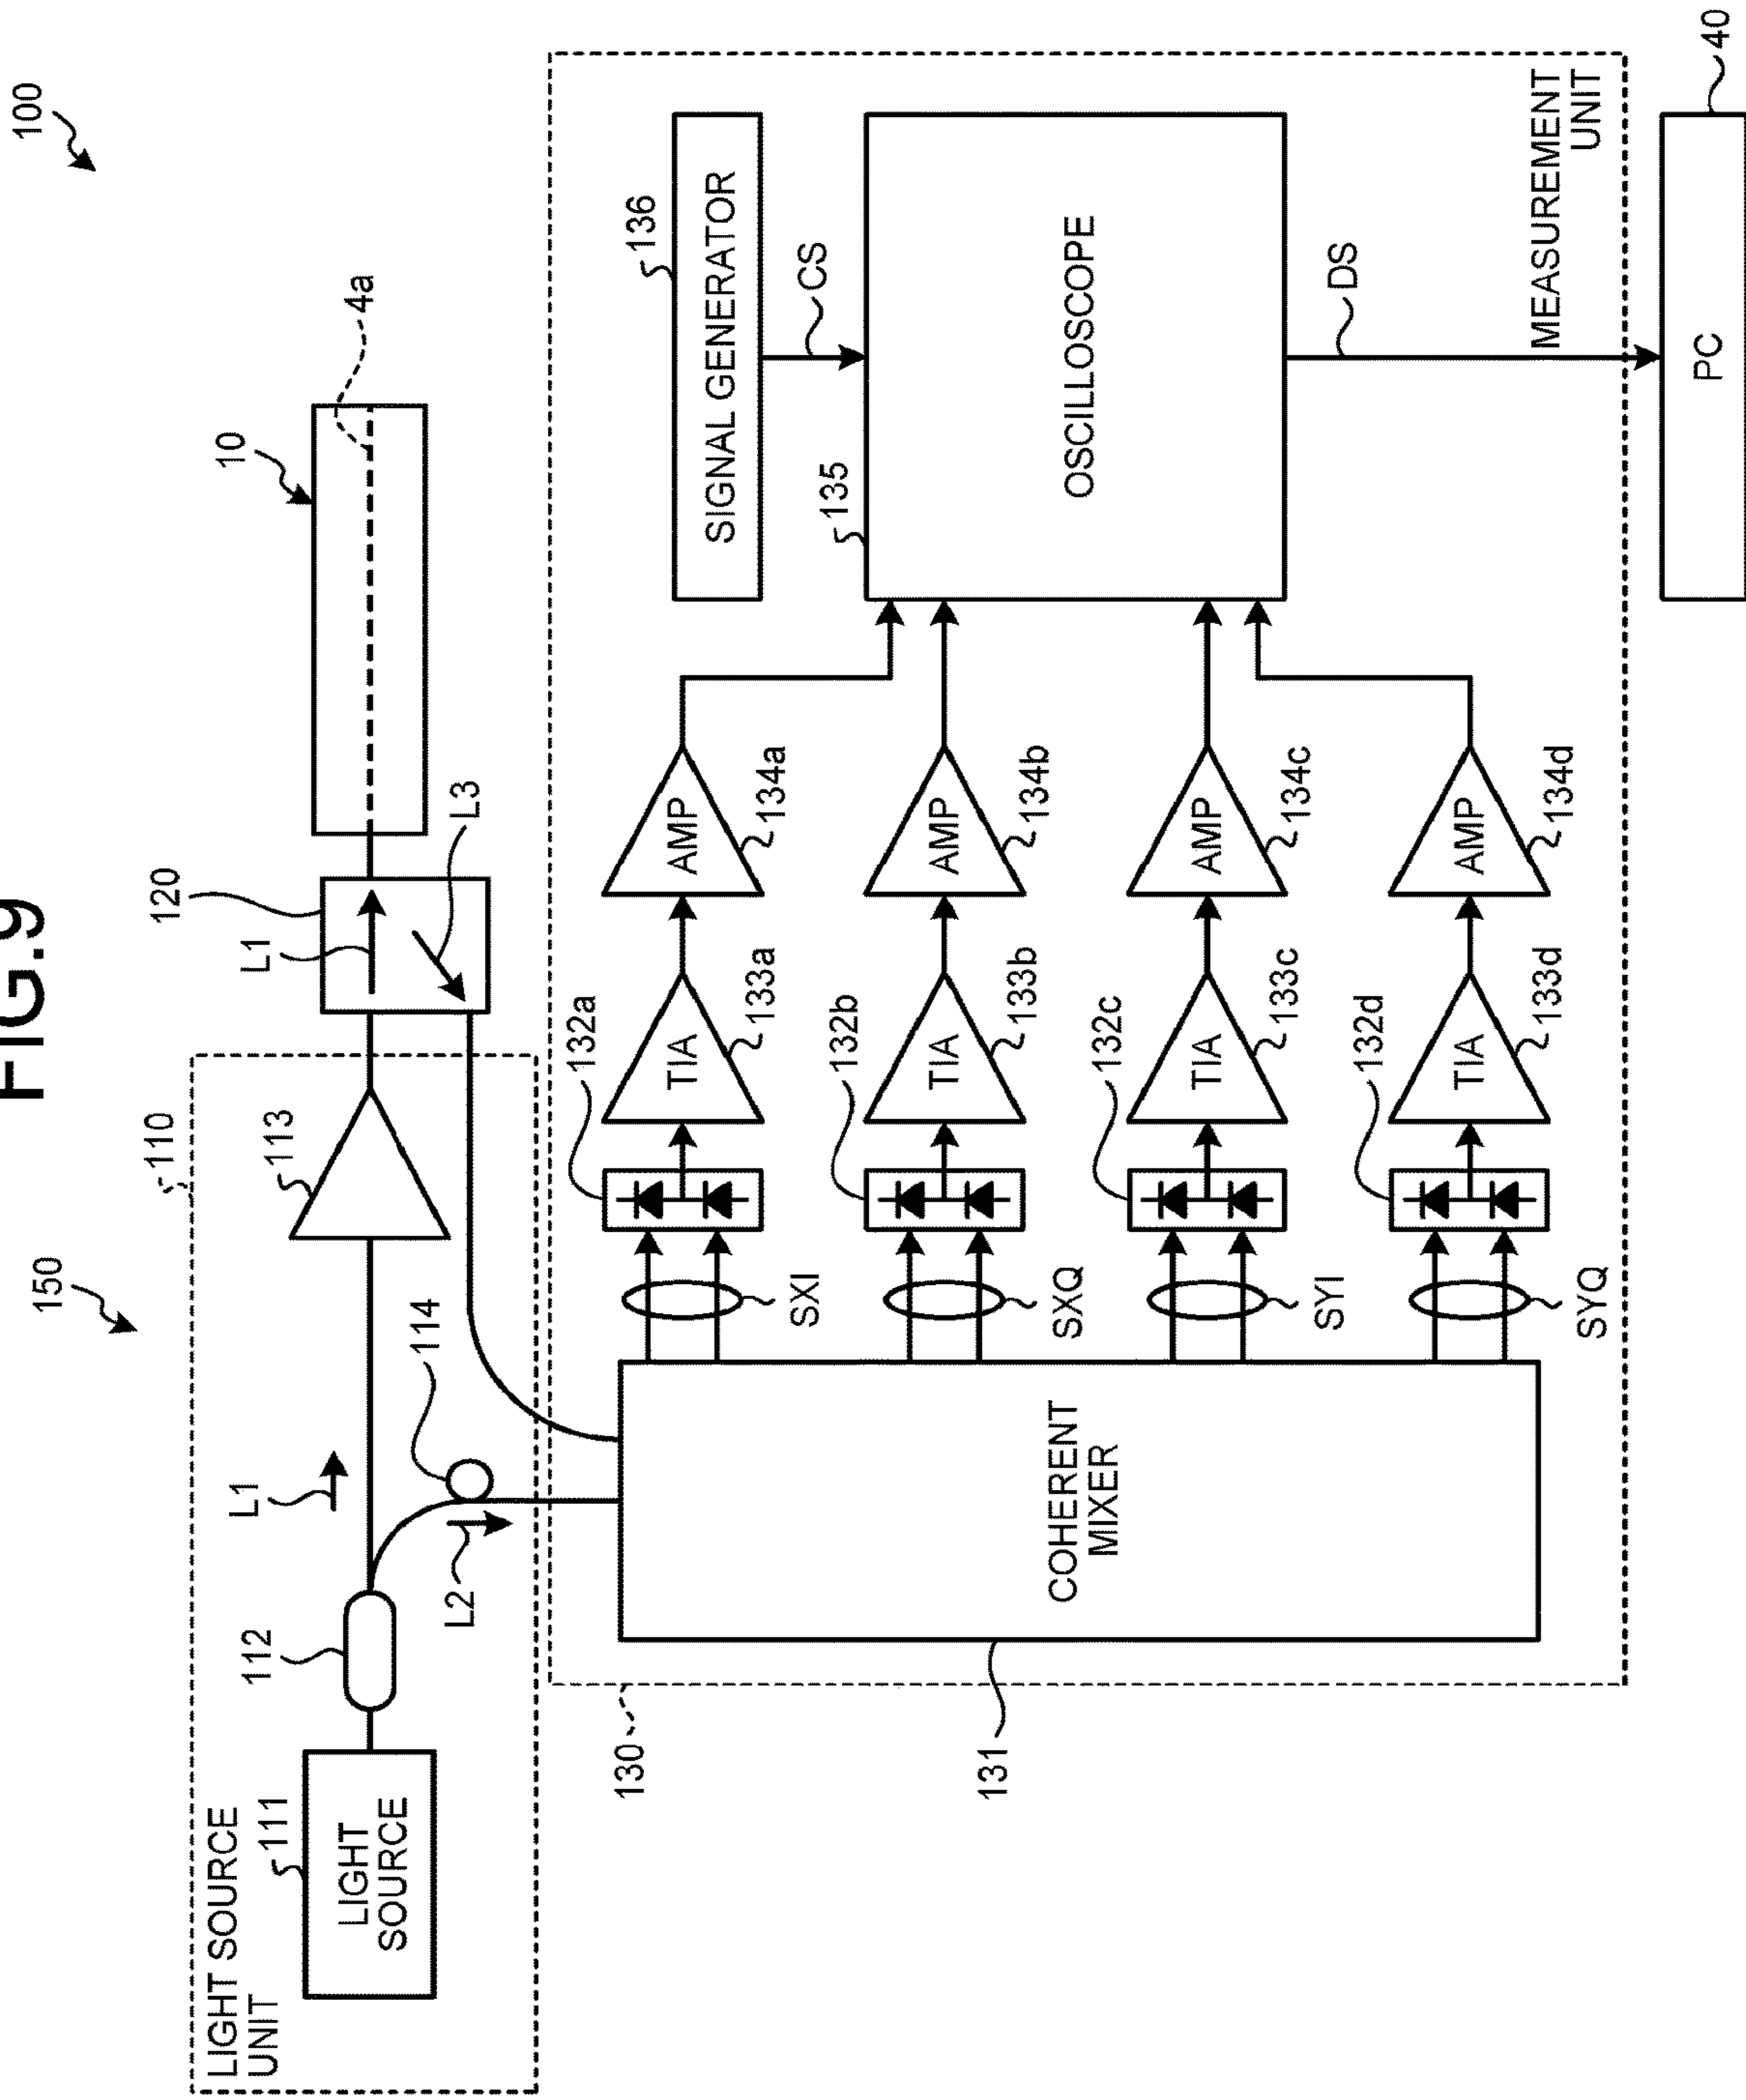 FIG.9
100
150
LIGHT SOURCE
UNIT
110
111
LIGHT
SOURCE
112
L1
L2
114
113
120
L1
L3
10
4a
130
131
COHERENT
MIXER
SXI
SXQ
SYI
SYQ
132a
132b
132c
132d
TIA
133a
TIA
133b
TIA
133c
TIA
133d
AMP
134a
AMP
134b
AMP
134c
AMP
134d
136
SIGNAL GENERATOR
CS
135
OSCILLOSCOPE
DS
MEASUREMENT
UNIT
PC
40